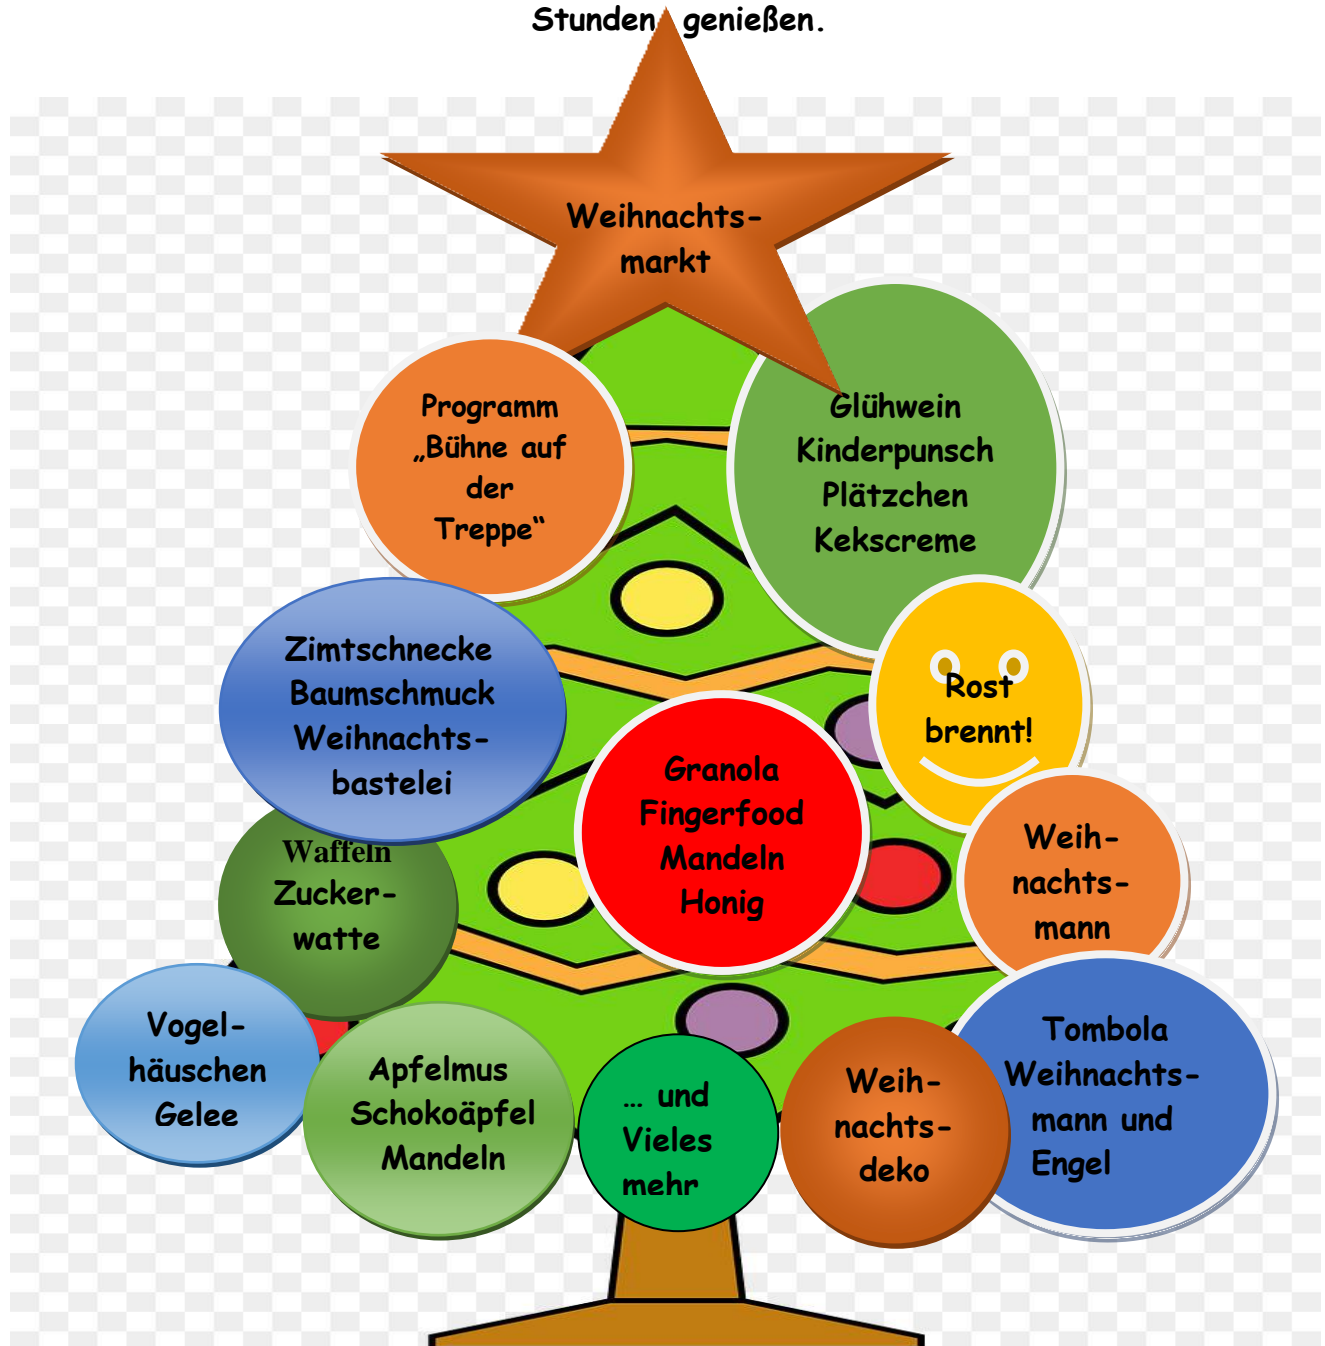 Stunden genießen.
Weihnachts-
markt
Programm
„Bühne auf
der
Treppe“
Glühwein
Kinderpunsch
Plätzchen
Kekscreme
Zimtschnecke
Baumschmuck
Weihnachts-
bastelei
Rost
brennt!
Granola
Fingerfood
Mandeln
Honig
Waffeln
Zucker-
watte
Weih-
nachts-
mann
Vogel-
häuschen
Gelee
Apfelmus
Schokoäpfel
Mandeln
... und
Vieles
mehr
Weih-
nachts-
deko
Tombola
Weihnachts-
mann und
Engel